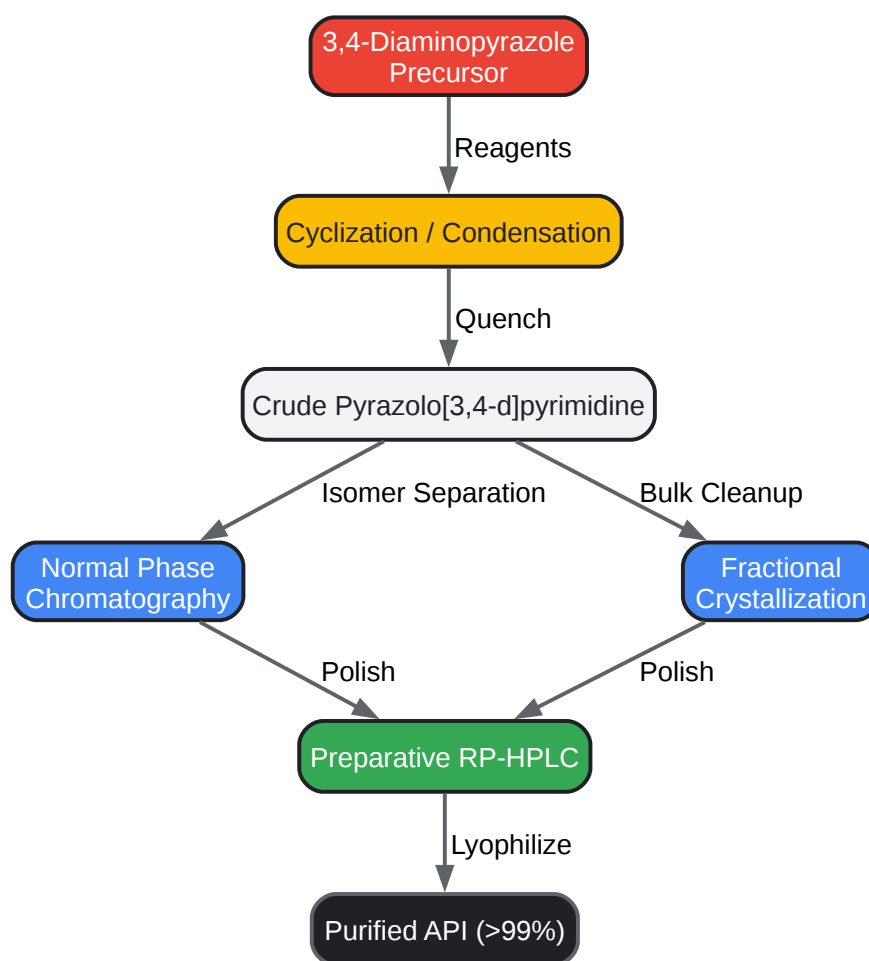 3,4-Diaminopyrazole
Precursor
Reagents
Cyclization / Condensation
Quench
Crude Pyrazolo[3,4-d]pyrimidine
Isomer Separation
Bulk Cleanup
Normal Phase
Chromatography
Fractional
Crystallization
Polish
Polish
Preparative RP-HPLC
Lyophilize
Purified API (>99%)